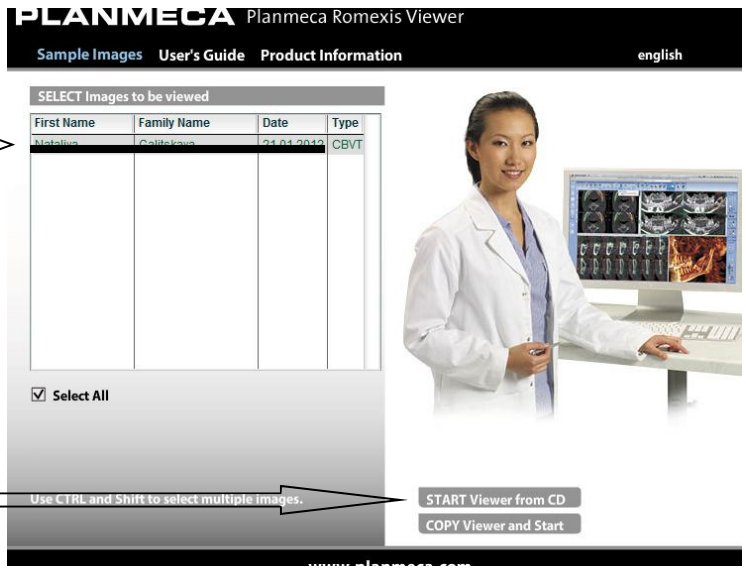 PLANMECA Planmeca Romexis Viewer
Sample Images User's Guide Product Information english
SELECT Images to be viewed
First Name Family Name Date Type
CBVT
Select All
Use CTRL and Shift to select multiple images.
START Viewer from CD
COPY Viewer and Start
www.planmeca.com